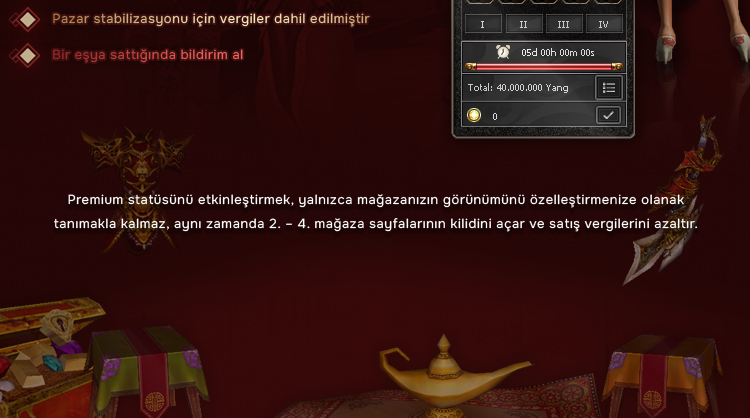 Pazar stabilizasyonu için vergiler dahil edilmiştir
Bir eşya sattığında bildirim al
I II III IV
05d 00h 00m 00s
Total: 40.000.000 Yang
0
Premium statüsünü etkinleştirmek, yalnızca mağazanızın görünümünü özelleştirmenize olanak
tanımakla kalmaz, aynı zamanda 2. – 4. mağaza sayfalarının kilidini açar ve satış vergilerini azaltır.